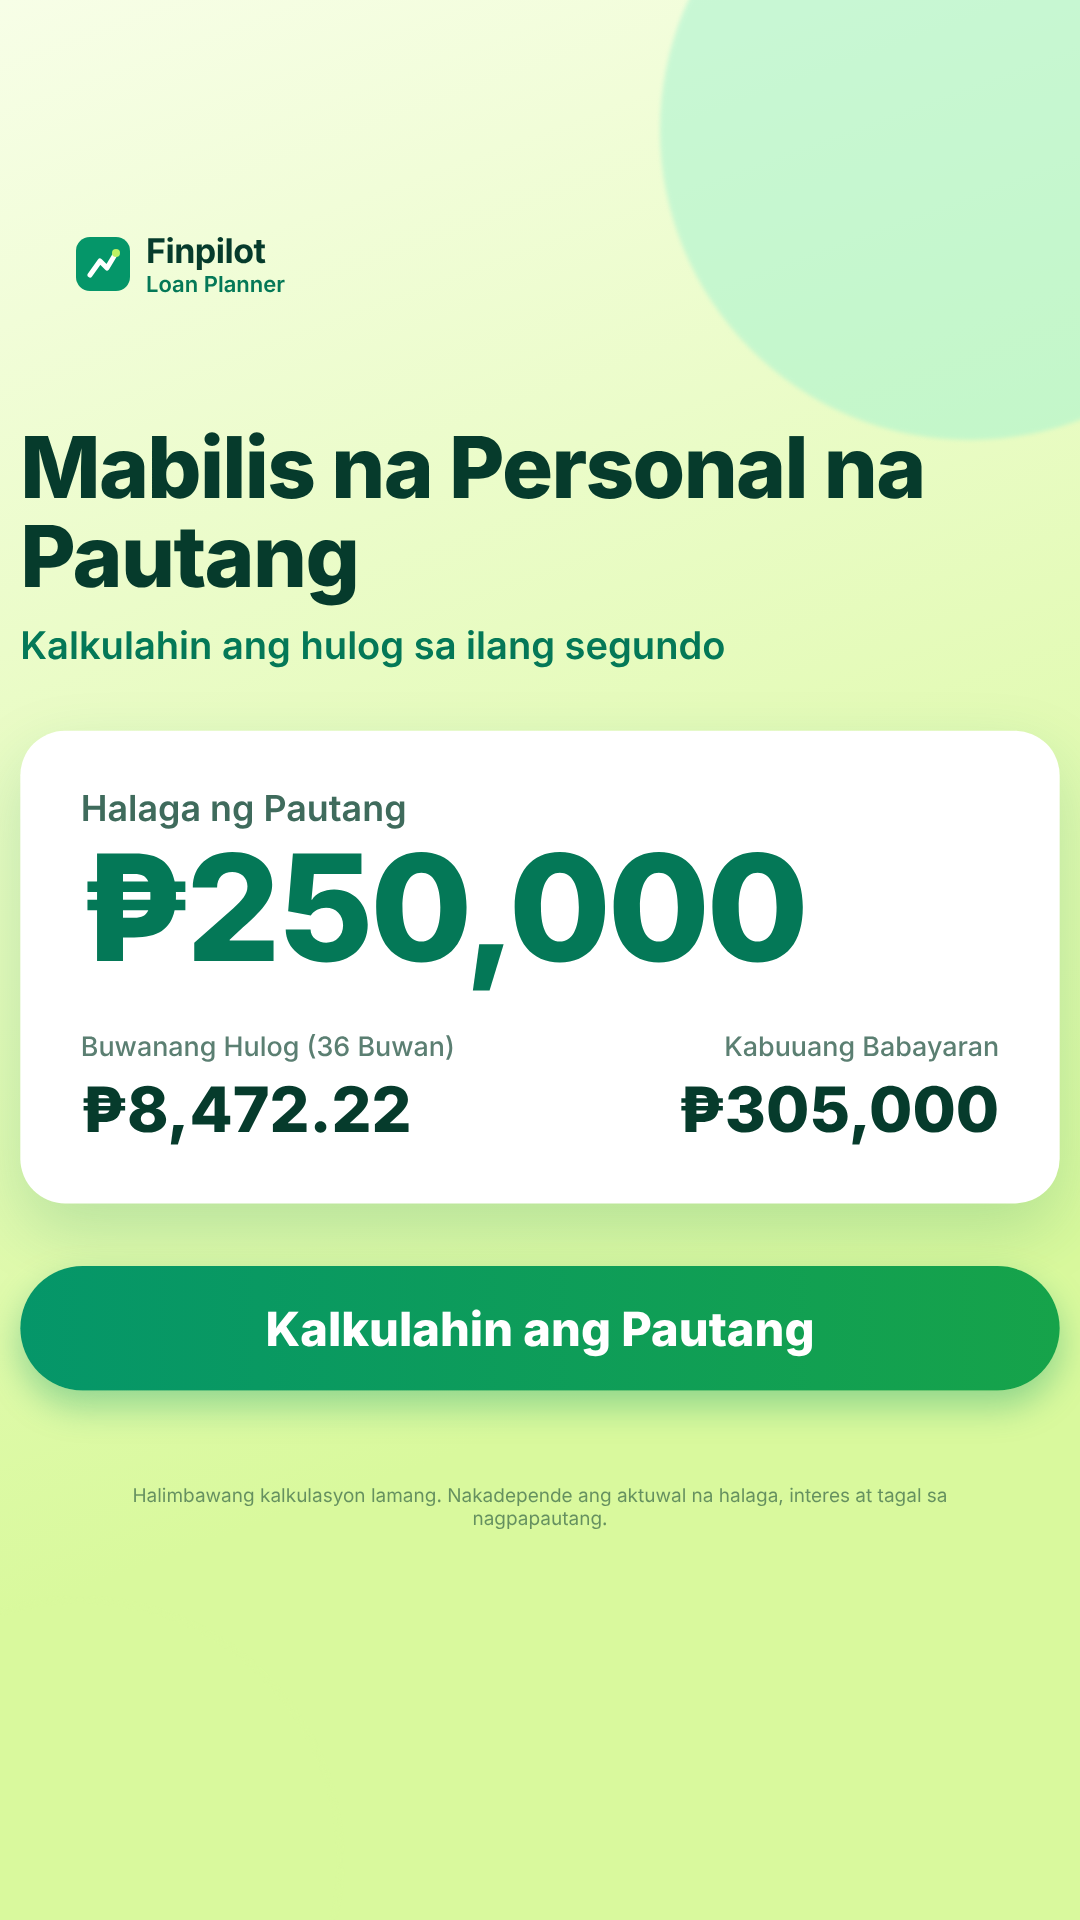 Finpilot
Loan Planner
Mabilis na Personal na
Pautang
Kalkulahin ang hulog sa ilang segundo
Halaga ng Pautang
₱250,000
Buwanang Hulog (36 Buwan)
₱8,472.22
Kabuuang Babayaran
₱305,000
Kalkulahin ang Pautang
Halimbawang kalkulasyon lamang. Nakadepende ang aktuwal na halaga, interes at tagal sa
nagpapautang.